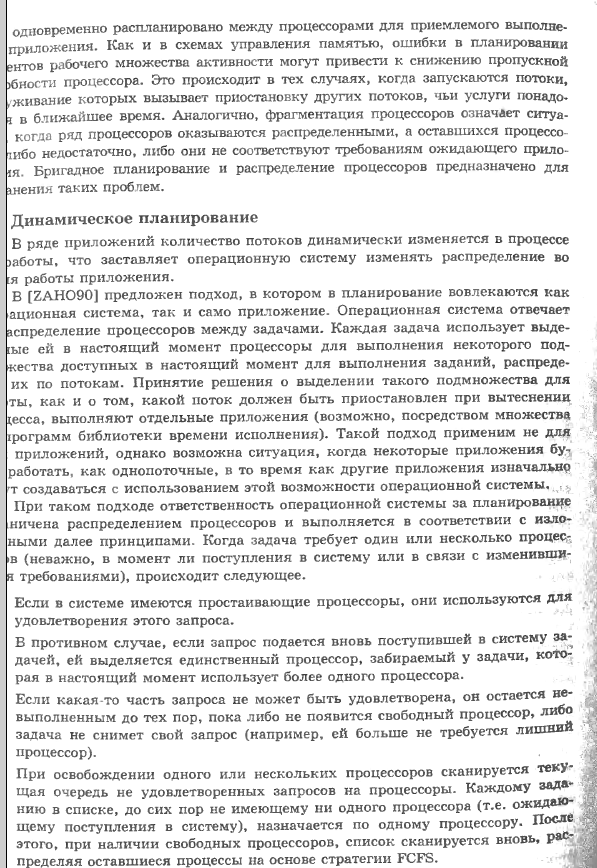 одновременно распланировано между процессорами для приемлемого выполне-
приложения. Как и в схемах управления памятью, ошибки в планировании
ентов рабочего множества активности могут привести к снижению пропускной
обности процессора. Это происходит в тех случаях, когда запускаются потоки,
уживание которых вызывает приостановку других потоков, чьи услуги понадо-
я в ближайшее время. Аналогично, фрагментация процессоров означает ситуа-
когда ряд процессоров оказываются распределенными, а оставшихся процессо-
либо недостаточно, либо они не соответствуют требованиям ожидающего прило-
ия. Бригадное планирование и распределение процессоров предназначено для
анения таких проблем.
Динамическое планирование
В ряде приложений количество потоков динамически изменяется в процессе
работы, что заставляет операционную систему изменять распределение во
мя работы приложения.
В [ZAHO90] предложен подход, в котором в планирование вовлекаются как
рационная система, так и само приложение. Операционная система отвечает
аспределение процессоров между задачами. Каждая задача использует выде-
ные ей в настоящий момент процессоры для выполнения некоторого под-
жества доступных в настоящий момент для выполнения заданий, распреде-
их по потокам. Принятие решения о выделении такого подмножества для
ты, как и о том, какой поток должен быть приостановлен при вытеснении
цесса, выполняют отдельные приложения (возможно, посредством множества
программ библиотеки времени исполнения). Такой подход применим не для
приложений, однако возможна ситуация, когда некоторые приложения бу-
работать, как однопоточные, в то время как другие приложения изначально
ут создаваться с использованием этой возможности операционной системы.
При таком подходе ответственность операционной системы за планирование
аничена распределением процессоров и выполняется в соответствии с изло-
ными далее принципами. Когда задача требует один или несколько процес-
ов (неважно, в момент ли поступления в систему или в связи с изменивши-
я требованиями), происходит следующее.
Если в системе имеются простаивающие процессоры, они используются для
удовлетворения этого запроса.
В противном случае, если запрос подается вновь поступившей в систему за-
дачей, ей выделяется единственный процессор, забираемый у задачи, кото-
рая в настоящий момент использует более одного процессора.
Если какая-то часть запроса не может быть удовлетворена, он остается не-
выполненным до тех пор, пока либо не появится свободный процессор, либо
задача не снимет свой запрос (например, ей больше не требуется лишний
процессор).
При освобождении одного или нескольких процессоров сканируется теку-
щая очередь не удовлетворенных запросов на процессоры. Каждому зада-
нию в списке, до сих пор не имеющему ни одного процессора (т.е. ожидаю-
щему поступления в систему), назначается по одному процессору. После
этого, при наличии свободных процессоров, список сканируется вновь, рас-
пределяя оставшиеся процессы на основе стратегии FCFS.